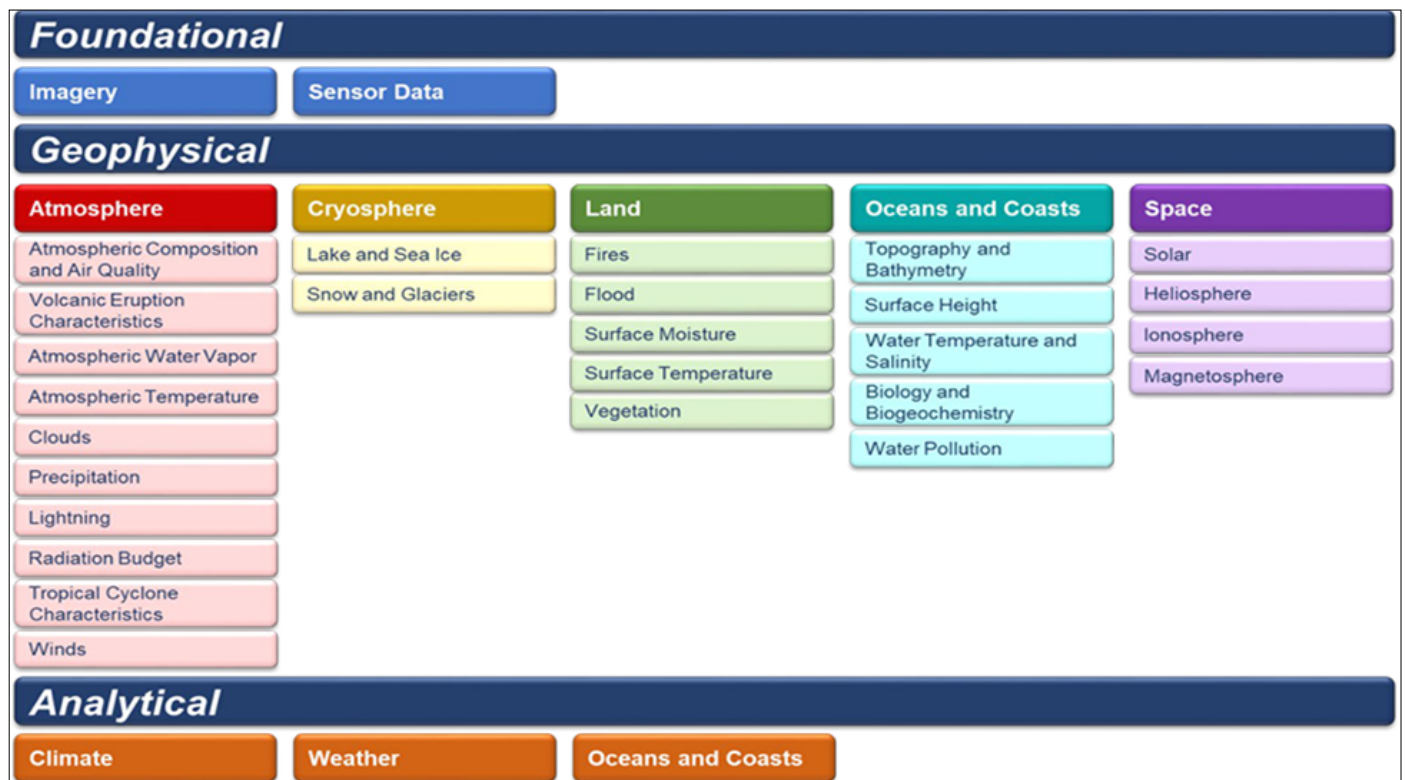 Foundational
Imagery
Sensor Data
Geophysical
Atmosphere
Atmospheric Composition
and Air Quality
Volcanic Eruption
Characteristics
Atmospheric Water Vapor
Atmospheric Temperature
Clouds
Precipitation
Lightning
Radiation Budget
Tropical Cyclone
Characteristics
Winds
Cryosphere
Lake and Sea Ice
Snow and Glaciers
Land
Fires
Flood
Surface Moisture
Surface Temperature
Vegetation
Oceans and Coasts
Topography and
Bathymetry
Surface Height
Water Temperature and
Salinity
Biology and
Biogeochemistry
Water Pollution
Space
Solar
Heliosphere
Ionosphere
Magnetosphere
Analytical
Climate
Weather
Oceans and Coasts